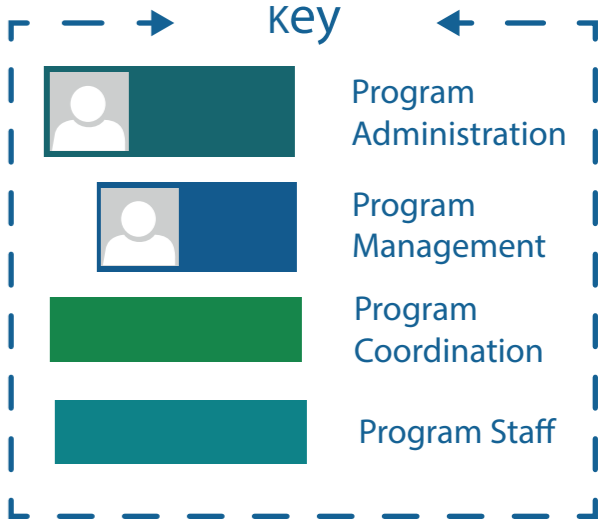 Key
Program
Administration
Program
Management
Program
Coordination
Program Staff